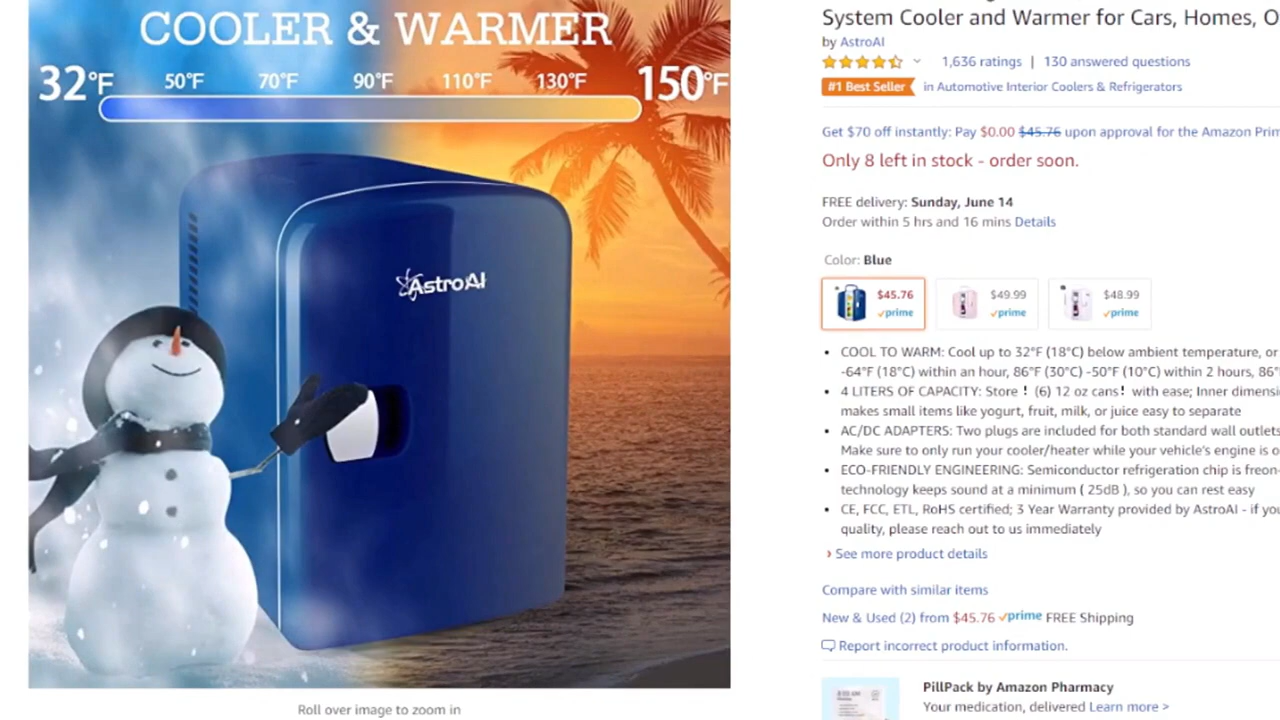 COOLER & WARMER
32°F 50°F 70°F 90°F 110°F 130°F 150°F
AstroAI
Roll over image to zoom in
System Cooler and Warmer for Cars, Homes, O
by AstroAI
1,636 ratings | 130 answered questions
#1 Best Seller in Automotive Interior Coolers & Refrigerators
Get $70 off instantly: Pay $0.00 $45.76 upon approval for the Amazon Prim
Only 8 left in stock - order soon.
FREE delivery: Sunday, June 14
Order within 5 hrs and 16 mins Details
Color: Blue
$45.76 $49.99 $48.99
prime prime prime
• COOL TO WARM: Cool up to 32°F (18°C) below ambient temperature, or
-64°F (18°C) within an hour, 86°F (30°C) -50°F (10°C) within 2 hours, 86°
• 4 LITERS OF CAPACITY: Store ! (6) 12 oz cans! with ease; Inner dimensi
makes small items like yogurt, fruit, milk, or juice easy to separate
• AC/DC ADAPTERS: Two plugs are included for both standard wall outlets
Make sure to only run your cooler/heater while your vehicle's engine is o
• ECO-FRIENDLY ENGINEERING: Semiconductor refrigeration chip is freon-
technology keeps sound at a minimum ( 25dB ), so you can rest easy
• CE, FCC, ETL, RoHS certified; 3 Year Warranty provided by AstroAI - if you
quality, please reach out to us immediately
› See more product details
Compare with similar items
New & Used (2) from $45.76 prime FREE Shipping
Report incorrect product information.
PillPack by Amazon Pharmacy
Your medication, delivered Learn more >